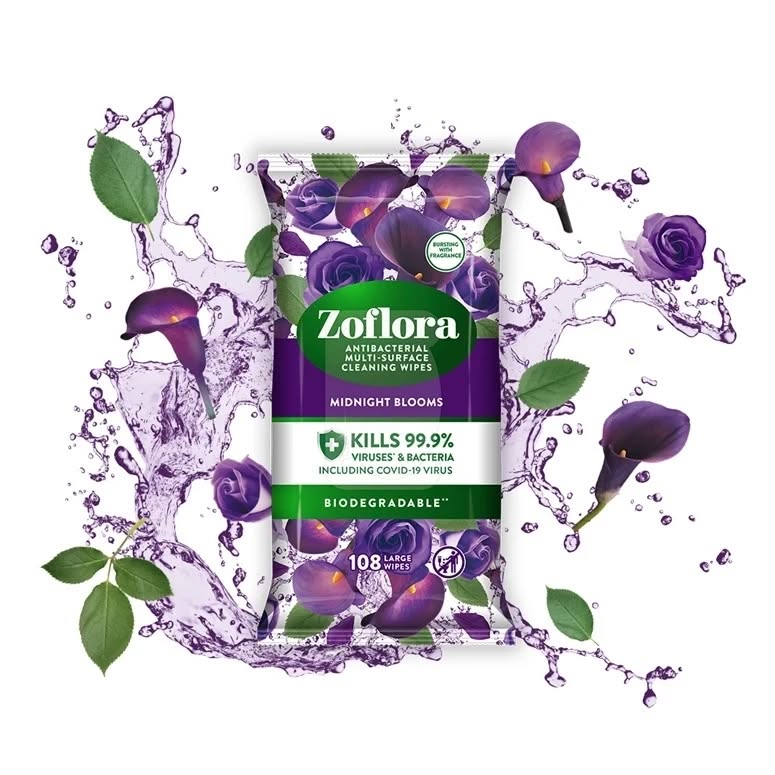 BURSTING
WITH
FRAGRANCE
Zoflora
ANTIBACTERIAL
MULTI-SURFACE
CLEANING WIPES
MIDNIGHT BLOOMS
KILLS 99.9%
VIRUSES* & BACTERIA
INCLUDING COVID-19 VIRUS
BIODEGRADABLE**
108 LARGE
WIPES